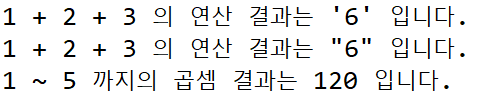 1 + 2 + 3 의 연산 결과는 '6' 입니다.
1 + 2 + 3 의 연산 결과는 "6" 입니다.
1 ~ 5 까지의 곱셈 결과는 120 입니다.